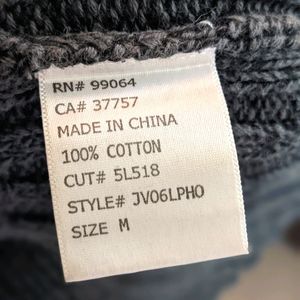 RN# 99064
CA# 37757
MADE IN CHINA
100% COTTON
CUT# 5L518
STYLE# JV06LPHO
SIZE M